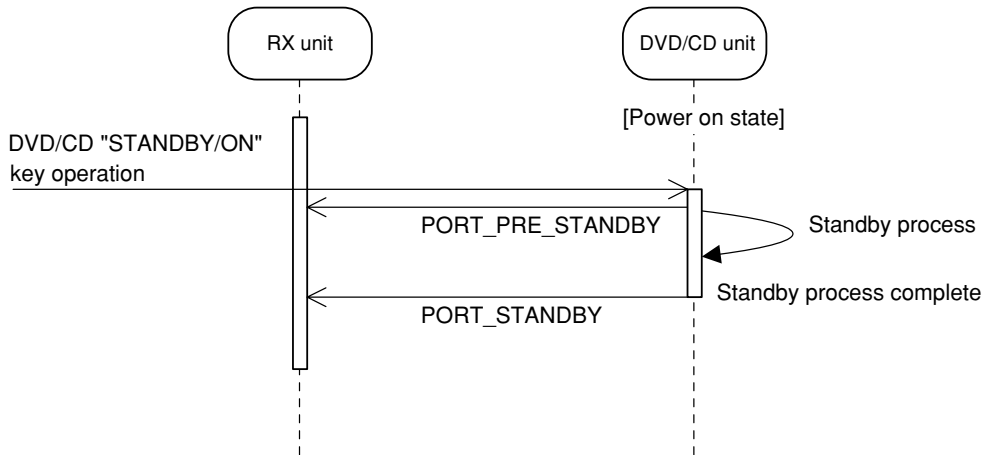 RX unit
DVD/CD unit
[Power on state]
DVD/CD "STANDBY/ON"
key operation
PORT_PRE_STANDBY
Standby process
Standby process complete
PORT_STANDBY